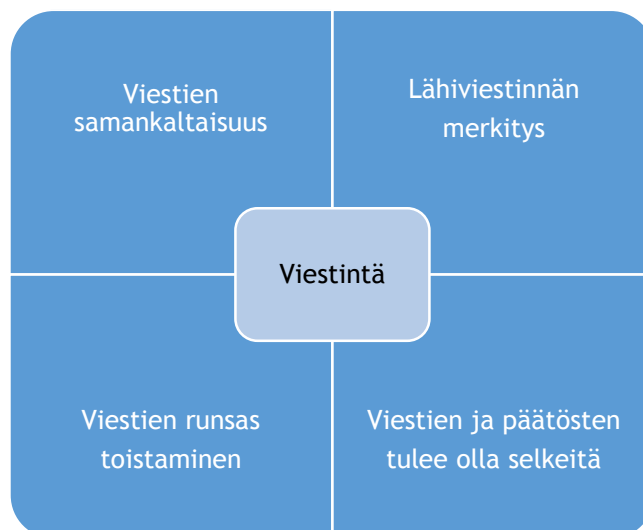 Viestien
samankaltaisuus
Lähiviestinnän
merkitys
Viestintä
Viestien runsas
toistaminen
Viestien ja päätösten
tulee olla selkeitä